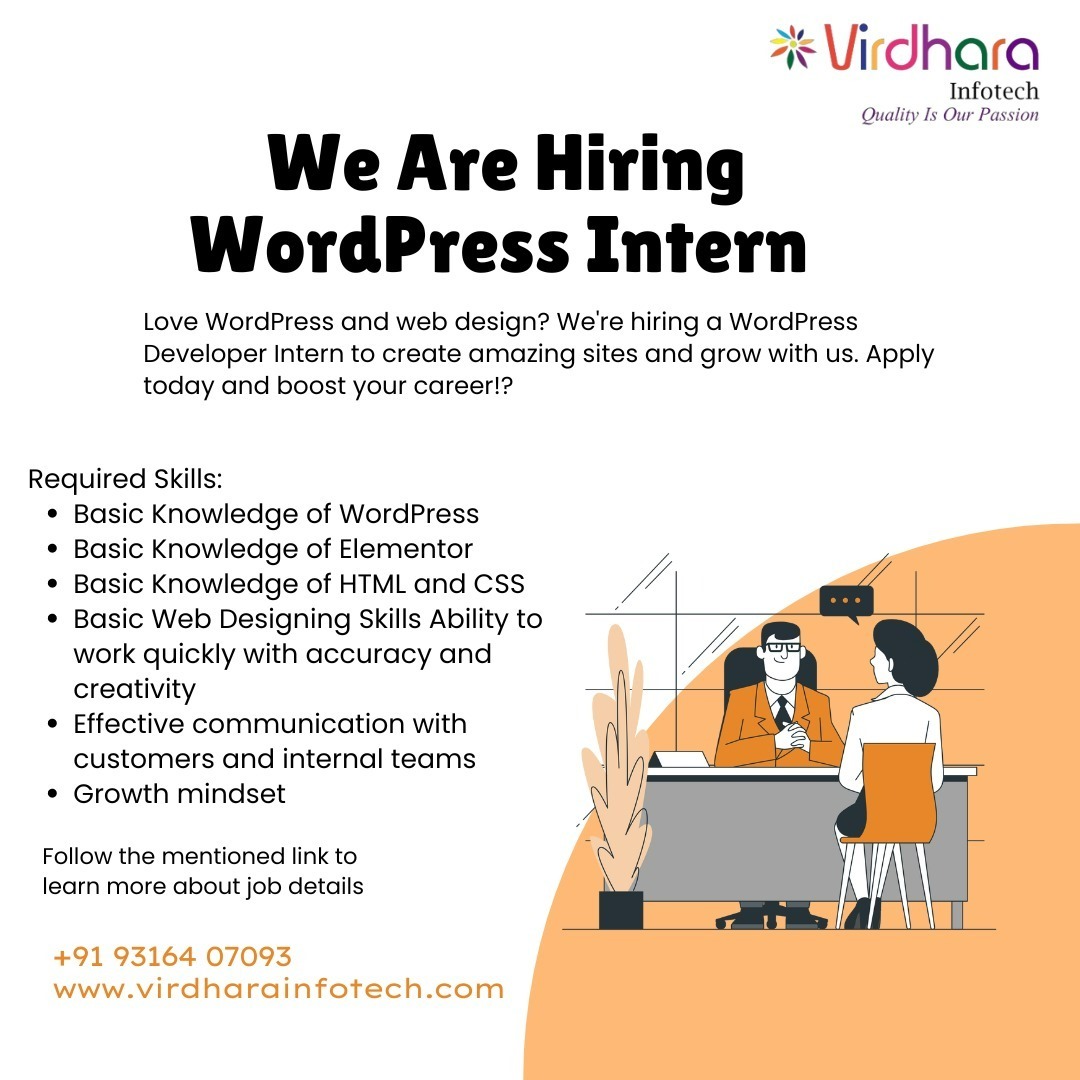 Virdhara
Infotech
Quality Is Our Passion
We Are Hiring
WordPress Intern
Love WordPress and web design? We're hiring a WordPress
Developer Intern to create amazing sites and grow with us. Apply
today and boost your career!?
Required Skills:
• Basic Knowledge of WordPress
• Basic Knowledge of Elementor
• Basic Knowledge of HTML and CSS
• Basic Web Designing Skills Ability to
work quickly with accuracy and
creativity
• Effective communication with
customers and internal teams
• Growth mindset
Follow the mentioned link to
learn more about job details
+91 93164 07093
www.virdharainfotech.com